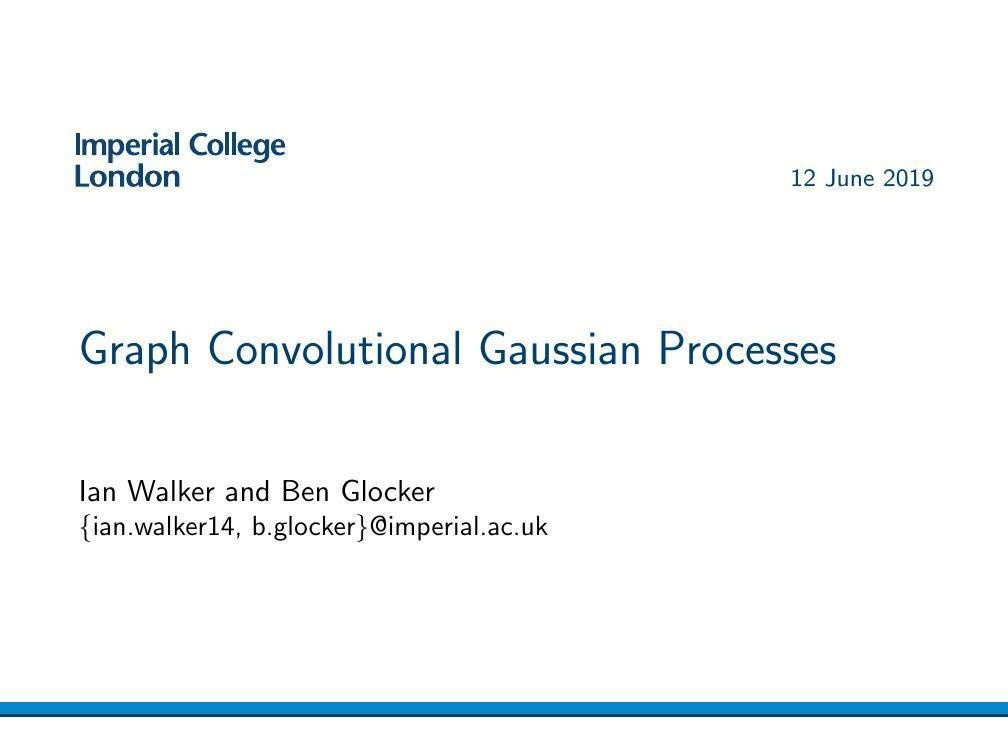 Imperial College
London
12 June 2019
Graph Convolutional Gaussian Processes
Ian Walker and Ben Glocker
{ian.walker14, b.glocker}@imperial.ac.uk